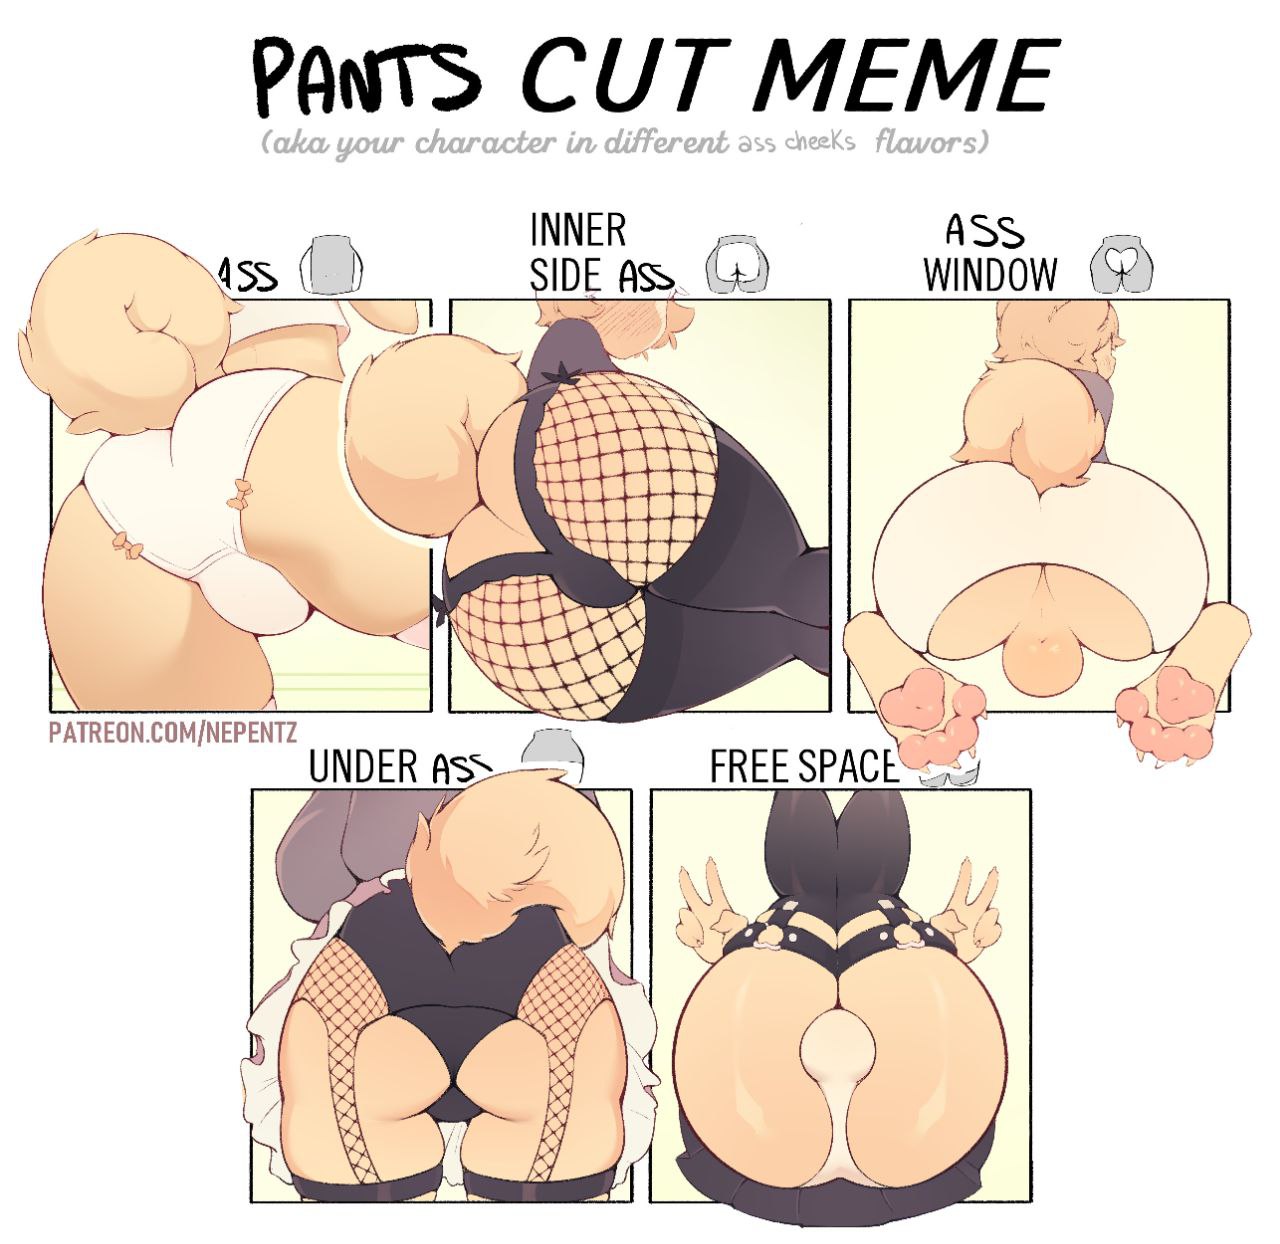 PANTS CUT MEME
(aka your character in different ass cheeks flavors)
ASS
INNER
SIDE ASS
ASS
WINDOW
PATREON.COM/NEPENTZ
UNDER ASS
FREE SPACE